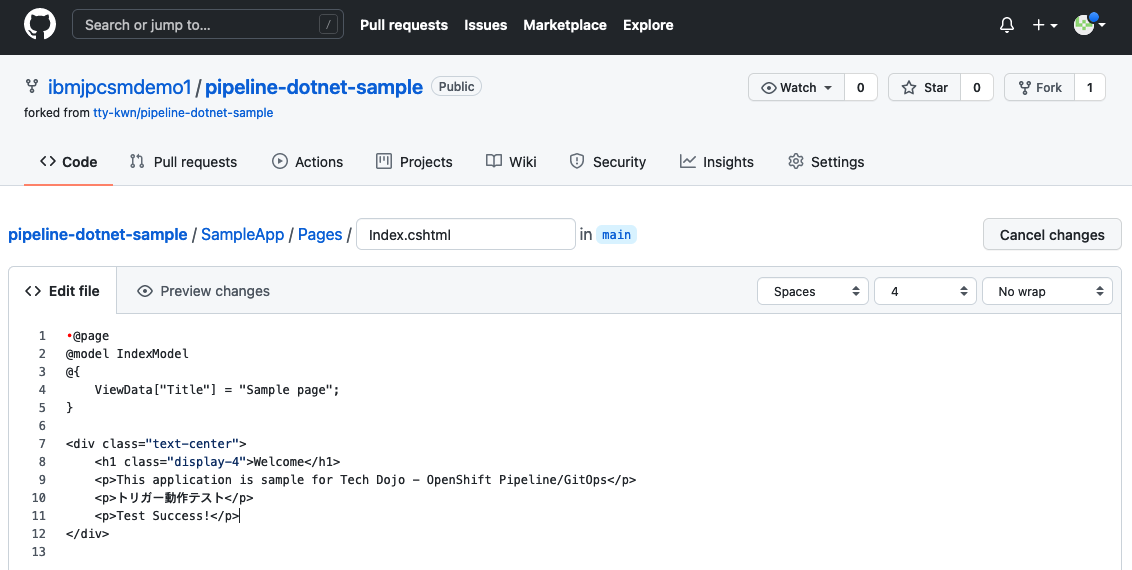 Search or jump to... /
Pull requests Issues Marketplace Explore
ibmjpcsmdemo1 / pipeline-dotnet-sample Public
Watch 0 Star 0 Fork 1
forked from tty-kwn/pipeline-dotnet-sample
Code Pull requests Actions Projects Wiki Security Insights Settings
pipeline-dotnet-sample / SampleApp / Pages / Index.cshtml in main
Cancel changes
<> Edit file Preview changes Spaces 4 No wrap
1 •@page
2 @model IndexModel
3 @{
4     ViewData["Title"] = "Sample page";
5 }
6
7 <div class="text-center">
8     <h1 class="display-4">Welcome</h1>
9     <p>This application is sample for Tech Dojo - OpenShift Pipeline/GitOps</p>
10     <p>トリガー動作テスト</p>
11     <p>Test Success!</p>
12 </div>
13